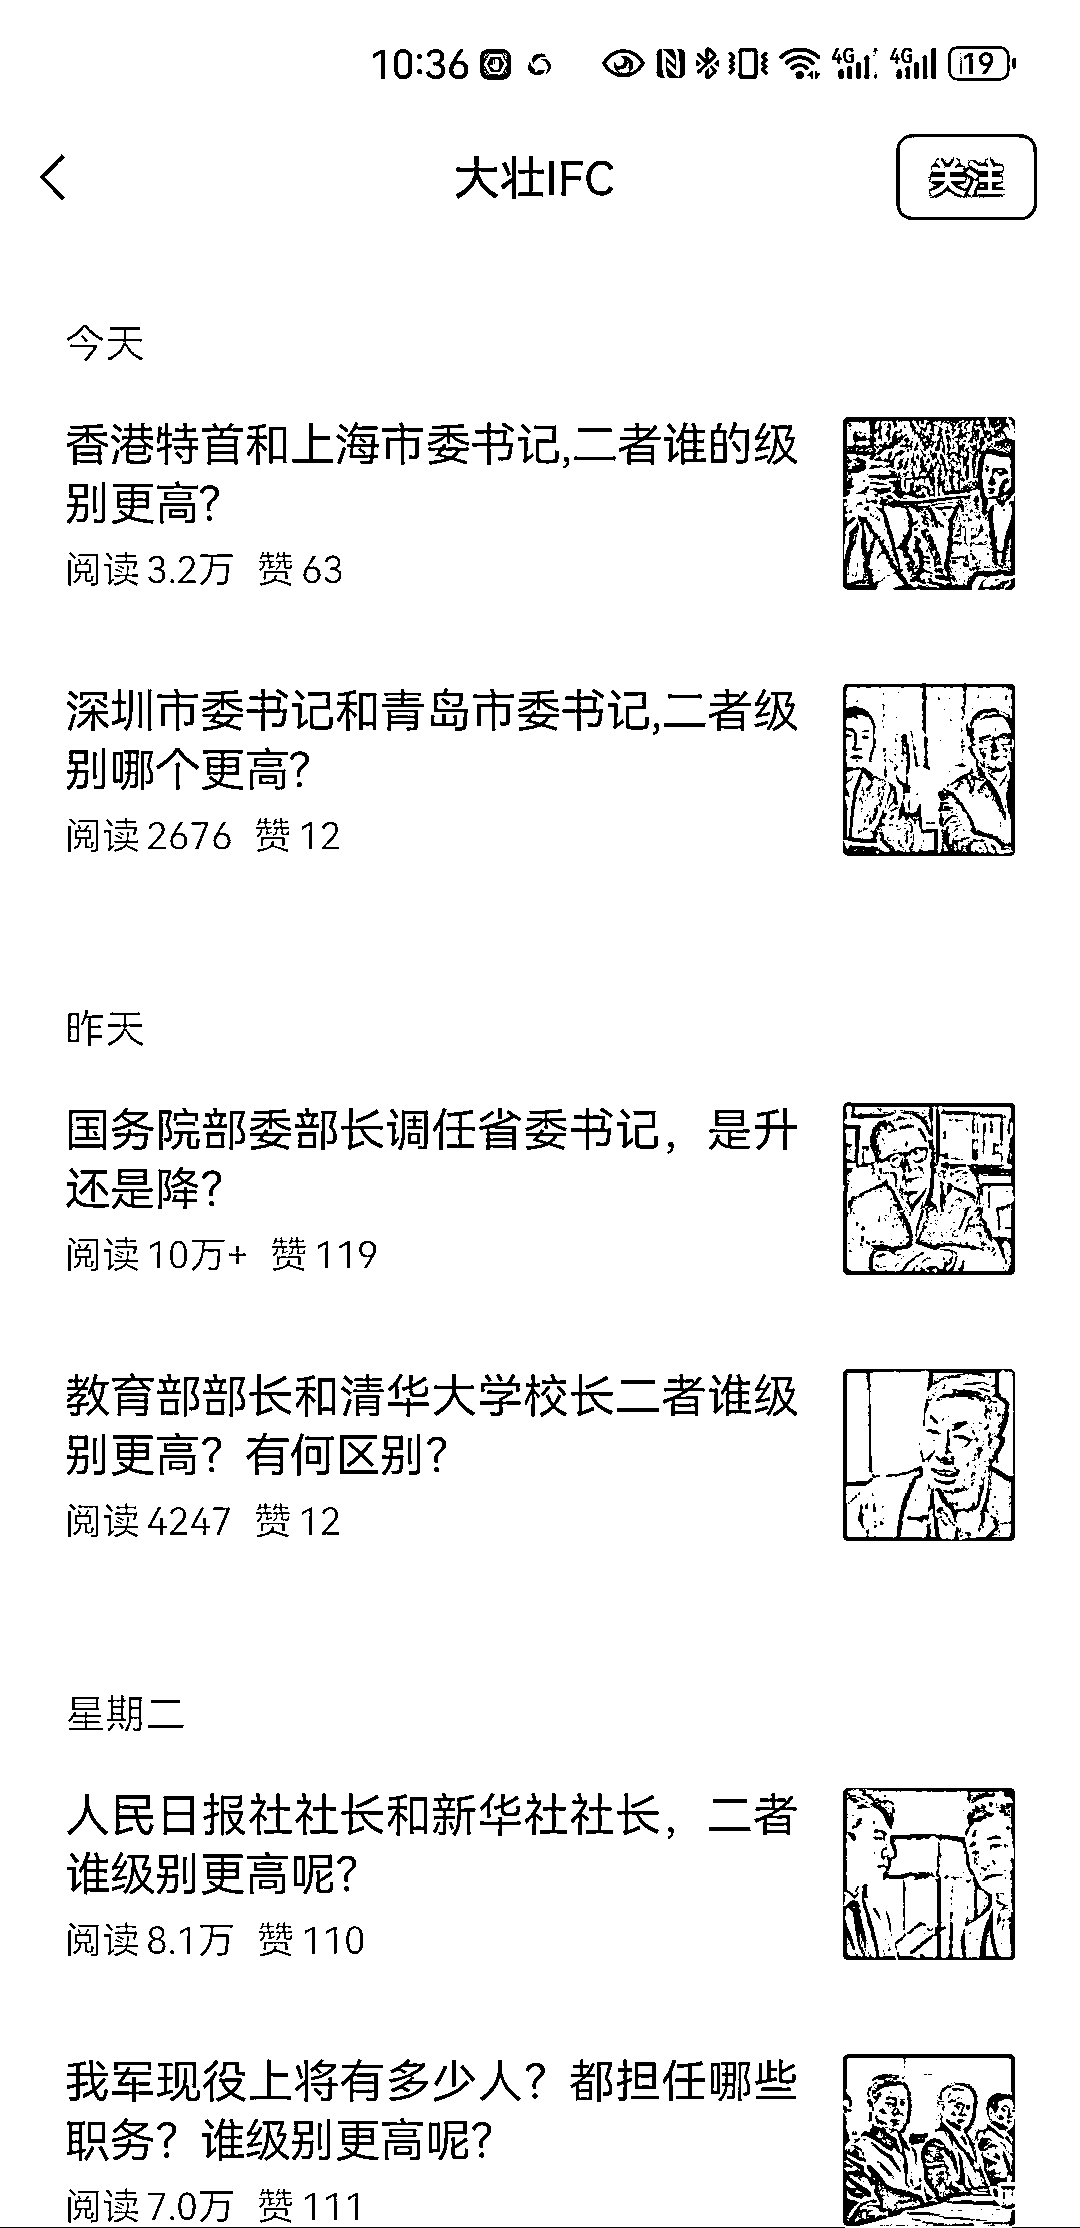 10:36 4G 4G 19
大壮IFC 关注
今天
香港特首和上海市委书记,二者谁的级
别更高?
阅读 3.2万 赞 63
深圳市委书记和青岛市委书记,二者级
别哪个更高?
阅读 2676 赞 12
昨天
国务院部委部长调任省委书记，是升
还是降?
阅读 10万+ 赞 119
教育部部长和清华大学校长二者谁级
别更高？有何区别?
阅读 4247 赞 12
星期二
人民日报社社长和新华社社长，二者
谁级别更高呢?
阅读 8.1万 赞 110
我军现役上将有多少人？都担任哪些
职务？谁级别更高呢?
阅读 7.0万 赞 111